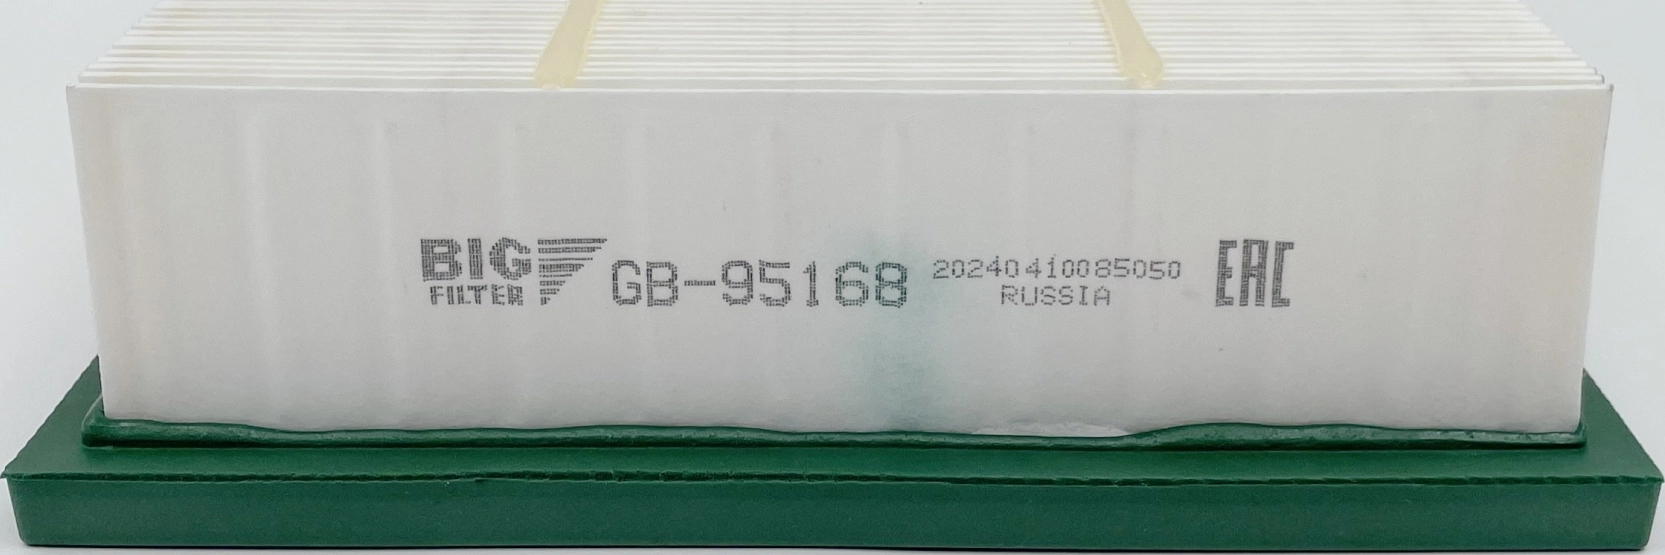 BIG
FILTER
GB-95168
20240410085050
RUSSIA
EAC